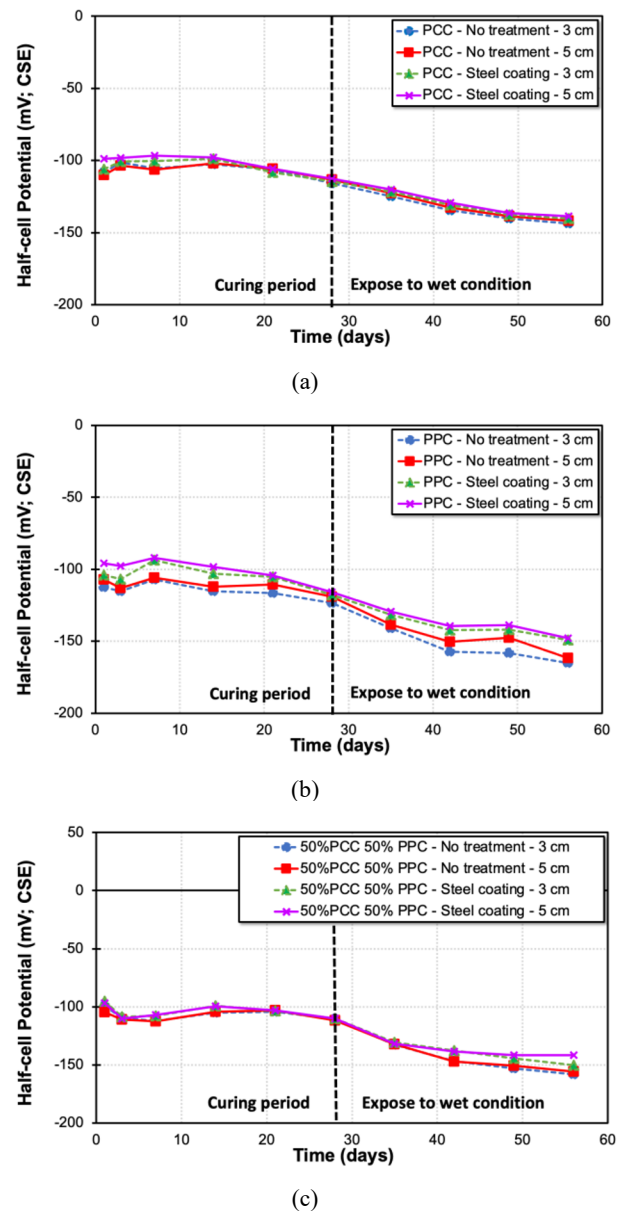 0
-50
-100
-150
-200
Half-cell Potential (mV; CSE)
PCC - No treatment - 3 cm
PCC - No treatment - 5 cm
PCC - Steel coating - 3 cm
PCC - Steel coating - 5 cm
Curing period
Expose to wet condition
0 10 20 30 40 50 60
Time (days)
(a)
0
-50
-100
-150
-200
Half-cell Potential (mV; CSE)
PPC - No treatment - 3 cm
PPC - No treatment - 5 cm
PPC - Steel coating - 3 cm
PPC - Steel coating - 5 cm
Curing period
Expose to wet condition
0 10 20 30 40 50 60
Time (days)
(b)
50
0
-50
-100
-150
-200
Half-cell Potential (mV; CSE)
50%PCC 50% PPC - No treatment - 3 cm
50%PCC 50% PPC - No treatment - 5 cm
50%PCC 50% PPC - Steel coating - 3 cm
50%PCC 50% PPC - Steel coating - 5 cm
Curing period
Expose to wet condition
0 10 20 30 40 50 60
Time (days)
(c)